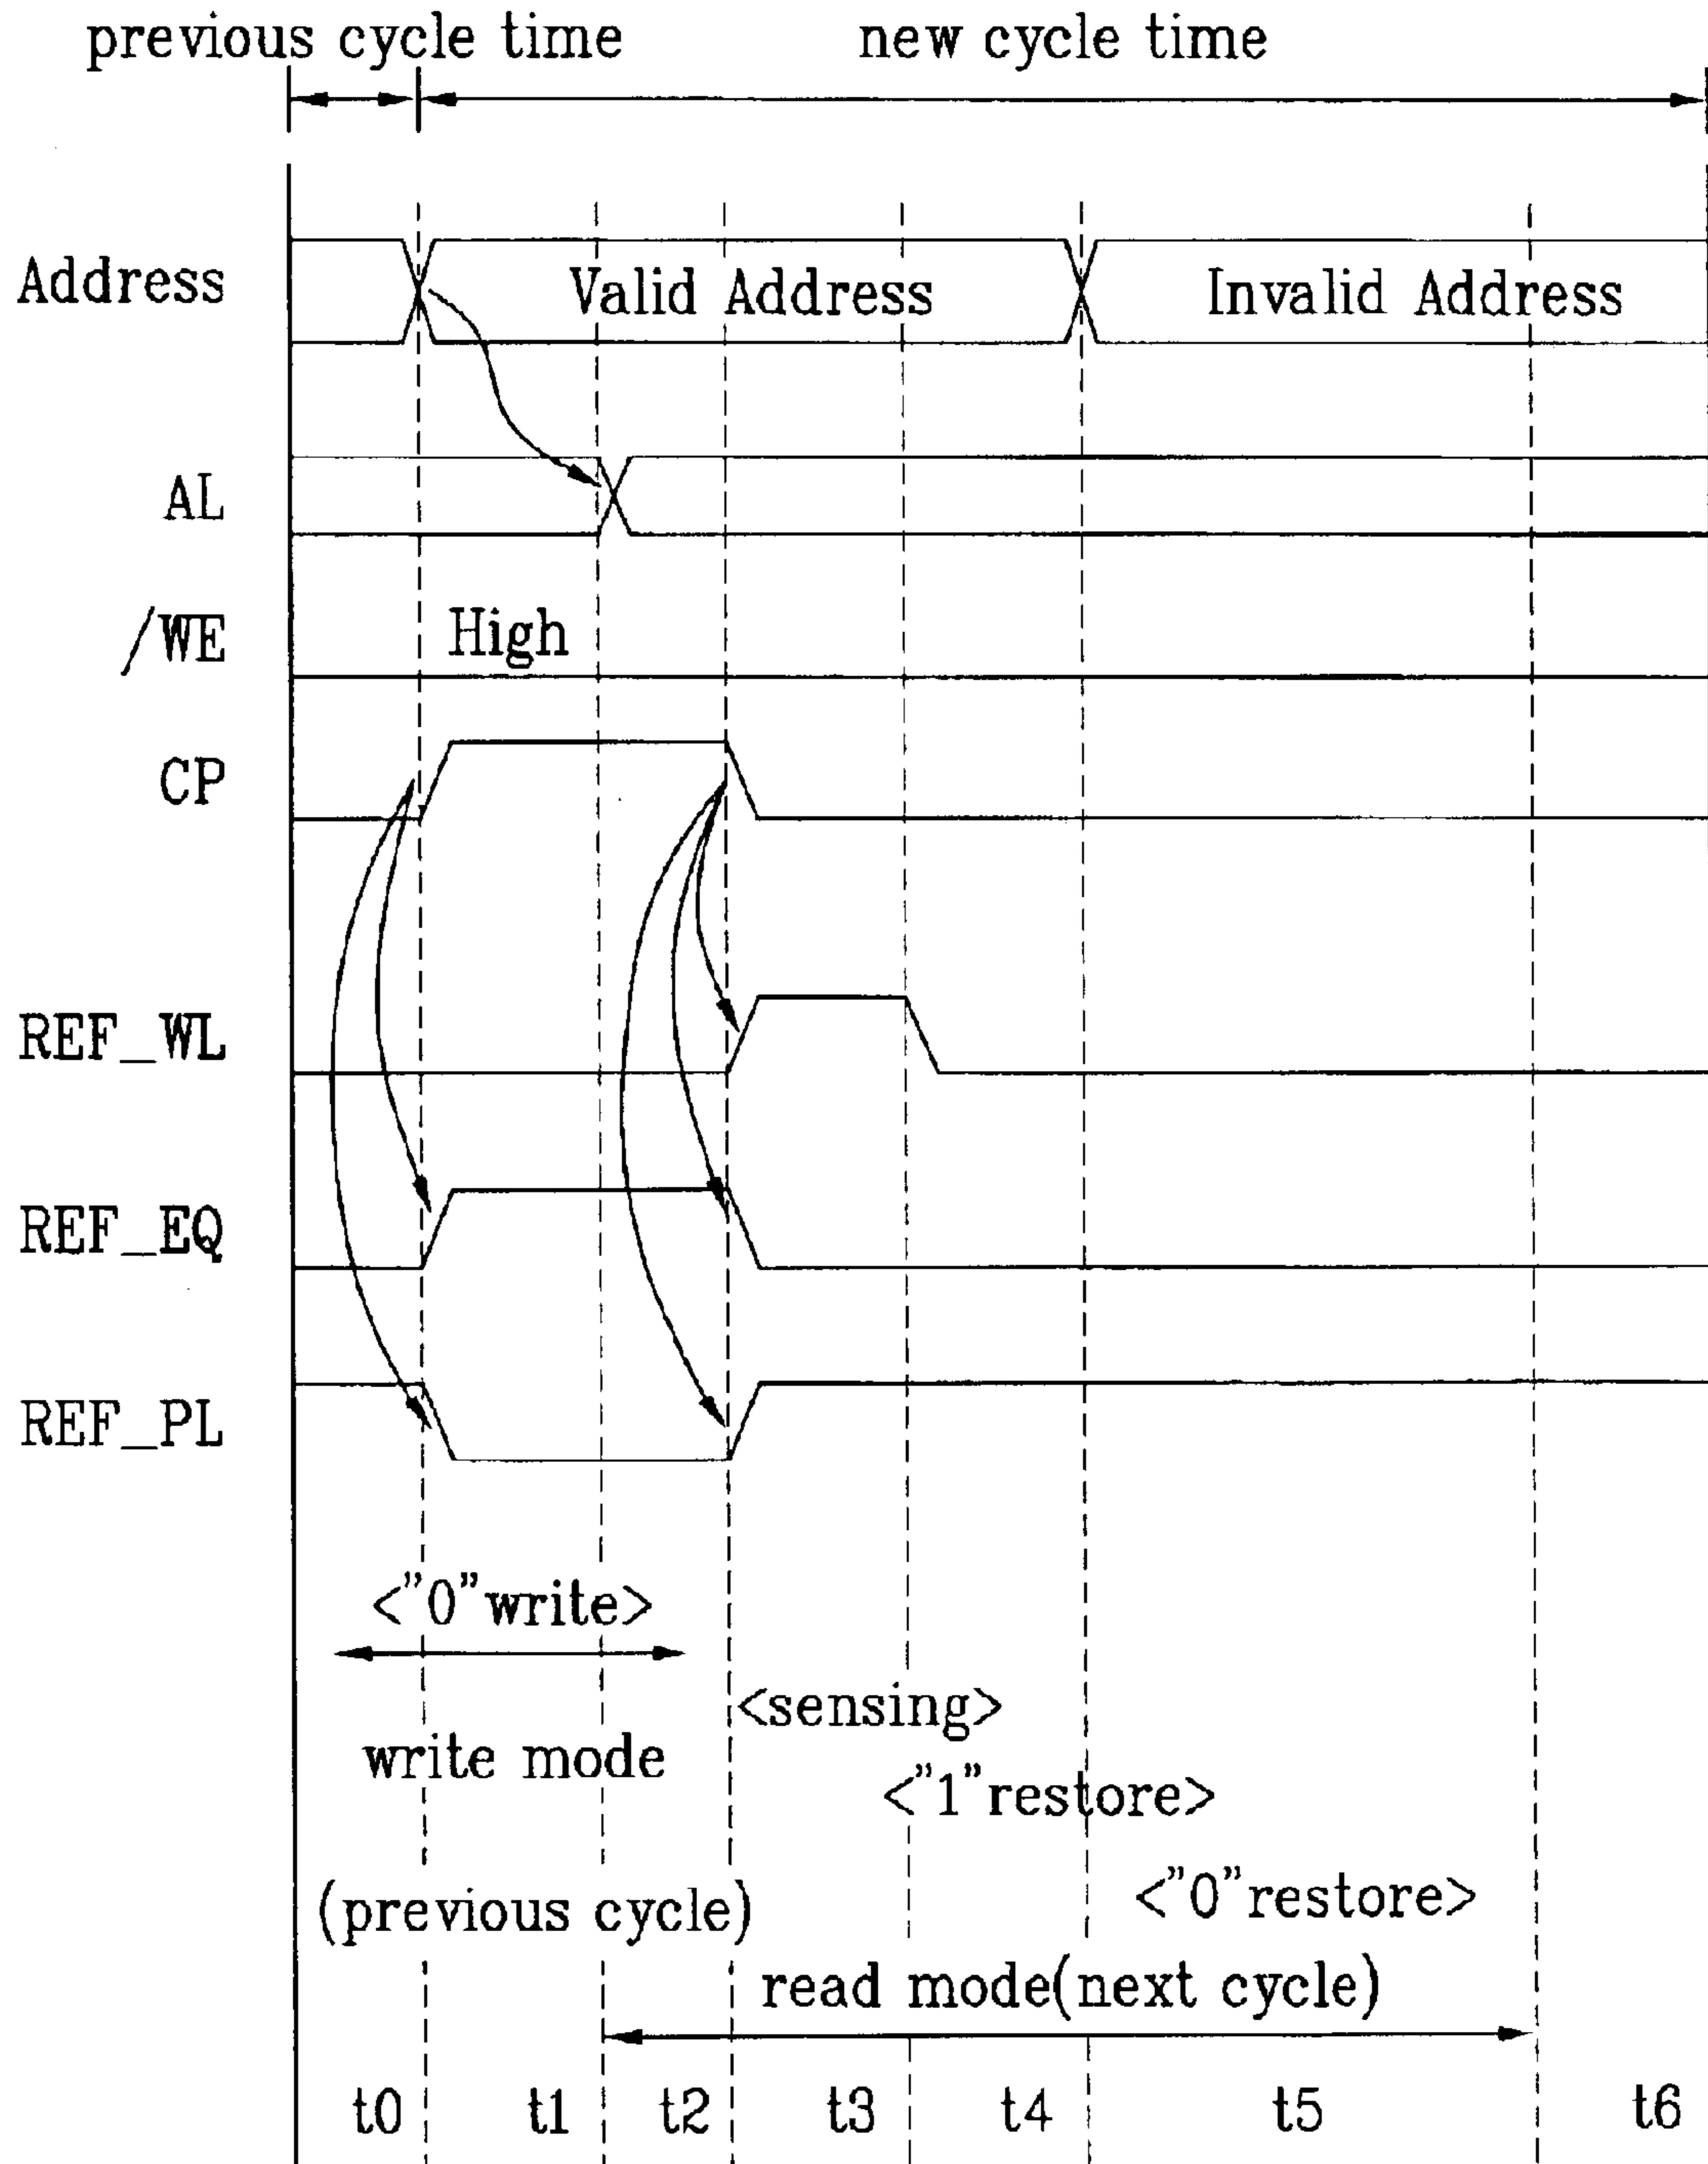 previous cycle time new cycle time
Address Valid Address Invalid Address
AL
/WE High
CP
REF_WL
REF_EQ
REF_PL
<"0"write>
<sensing>
write mode
<"1"restore>
<"0"restore>
(previous cycle)
read mode(next cycle)
t0 t1 t2 t3 t4 t5 t6